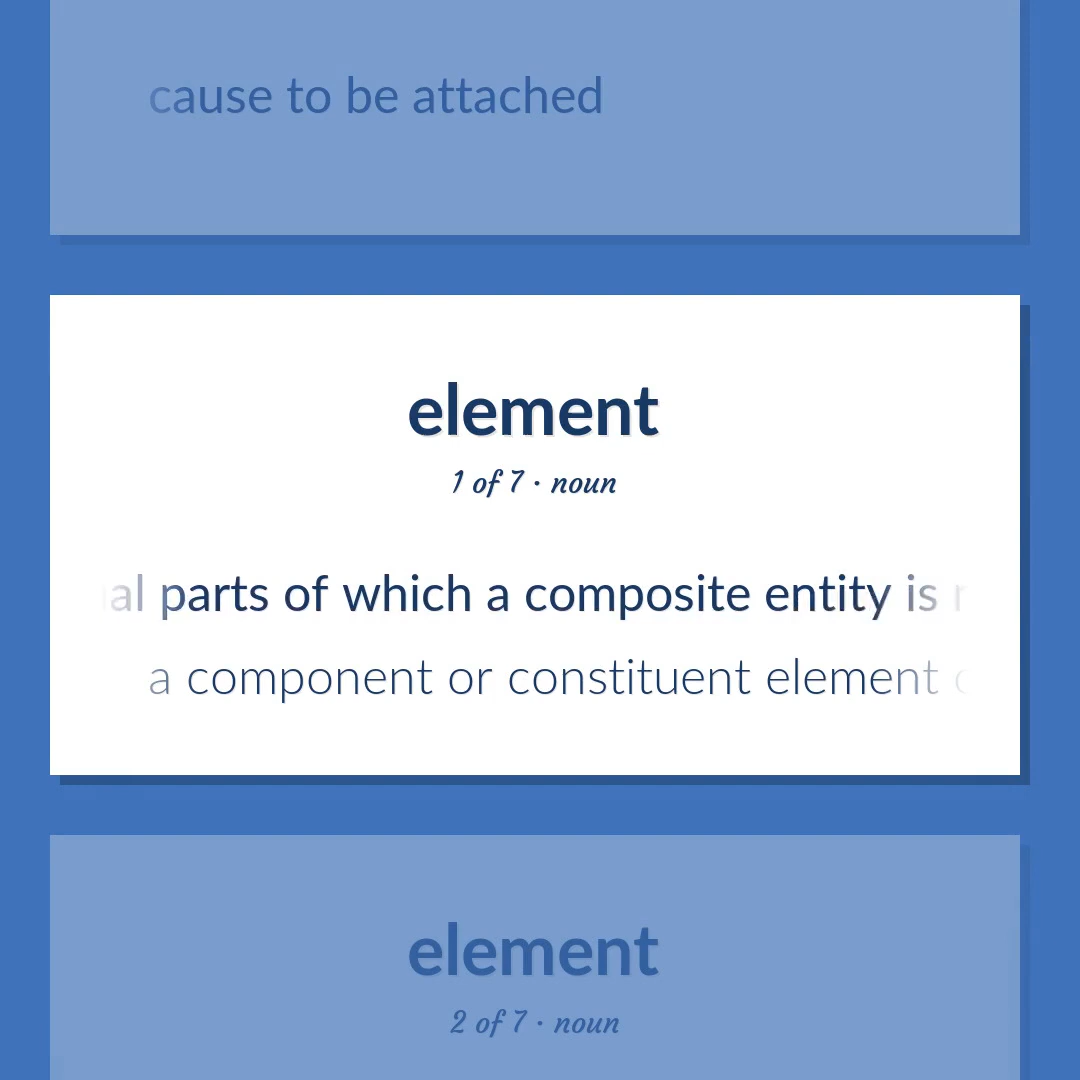 cause to be attached
element
1 of 7 · noun
al parts of which a composite entity is
a component or constituent element
element
2 of 7 · noun